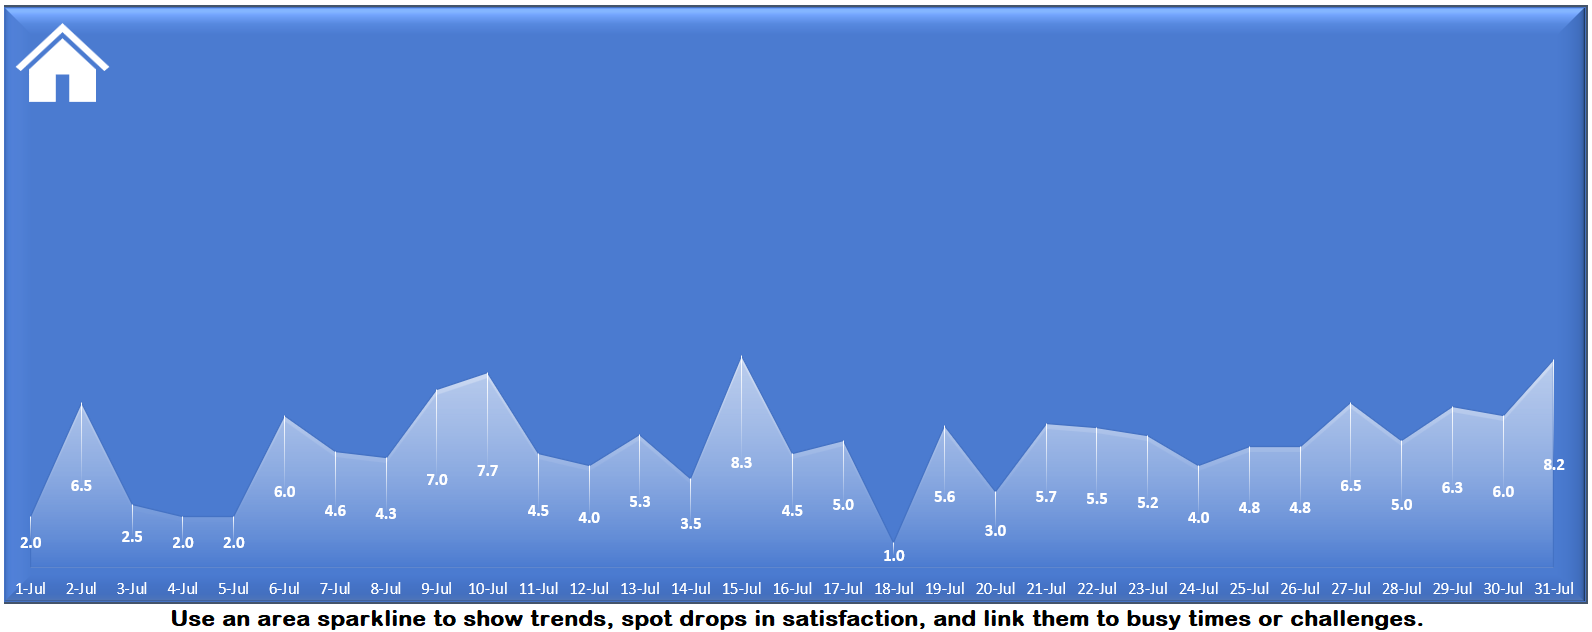 6.5 2.5 2.0 2.0 2.0 6.0 4.6 4.3 7.0 7.7 4.5 4.0 5.3 3.5 8.3 4.5 5.0 1.0 5.6 3.0 5.7 5.5 5.2 4.0 4.8 4.8 6.5 5.0 6.3 6.0 8.2
1-Jul 2-Jul 3-Jul 4-Jul 5-Jul 6-Jul 7-Jul 8-Jul 9-Jul 10-Jul 11-Jul 12-Jul 13-Jul 14-Jul 15-Jul 16-Jul 17-Jul 18-Jul 19-Jul 20-Jul 21-Jul 22-Jul 23-Jul 24-Jul 25-Jul 26-Jul 27-Jul 28-Jul 29-Jul 30-Jul 31-Jul
Use an area sparkline to show trends, spot drops in satisfaction, and link them to busy times or challenges.